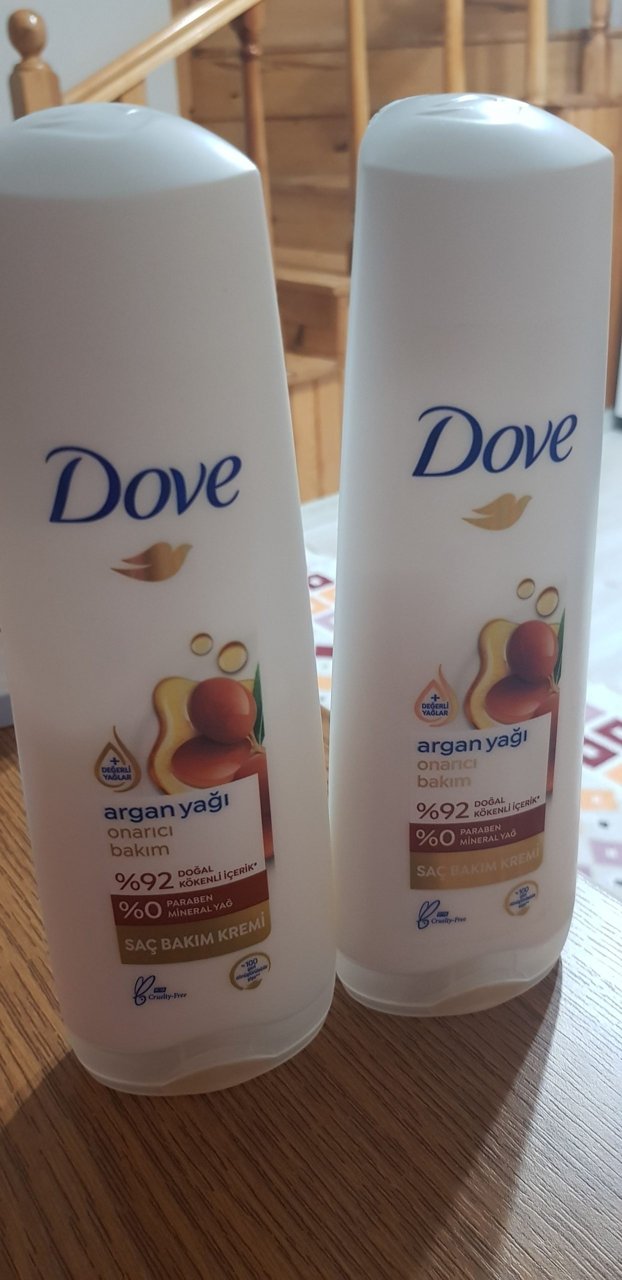 Dove
+
DEĞERLİ
YAĞLAR
argan yağı
onarıcı
bakım
%92 DOĞAL
KÖKENLİ İÇERİK*
%0 PARABEN
MİNERAL YAĞ
SAÇ BAKIM KREMİ
Cruelty-Free
%100
Dove
+
DEĞERLİ
YAĞLAR
argan yağı
onarıcı
bakım
%92 DOĞAL
KÖKENLİ İÇERİK*
%0 PARABEN
MİNERAL YAĞ
SAÇ BAKIM KREMİ
Cruelty-Free
%100